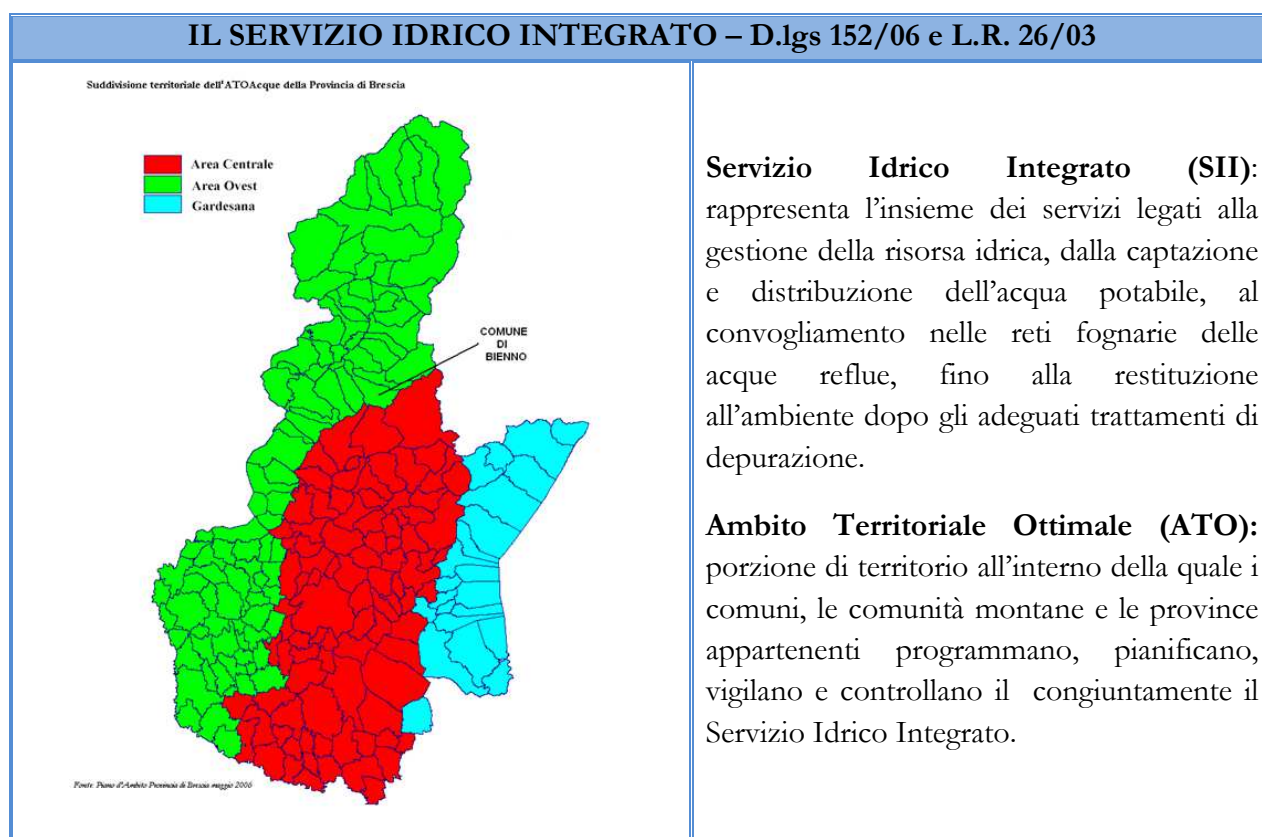 IL SERVIZIO IDRICO INTEGRATO – D.lgs 152/06 e L.R. 26/03
Suddivisione territoriale dell'ATOAcque della Provincia di Brescia
Area Centrale
Area Ovest
Gardesana
COMUNE
DI
BIENNO
Fonte: Piano d'Ambito Provincia di Brescia maggio 2006
Servizio Idrico Integrato (SII):
rappresenta l’insieme dei servizi legati alla
gestione della risorsa idrica, dalla captazione
e distribuzione dell’acqua potabile, al
convogliamento nelle reti fognarie delle
acque reflue, fino alla restituzione
all’ambiente dopo gli adeguati trattamenti di
depurazione.
Ambito Territoriale Ottimale (ATO):
porzione di territorio all’interno della quale i
comuni, le comunità montane e le province
appartenenti programmano, pianificano,
vigilano e controllano il congiuntamente il
Servizio Idrico Integrato.